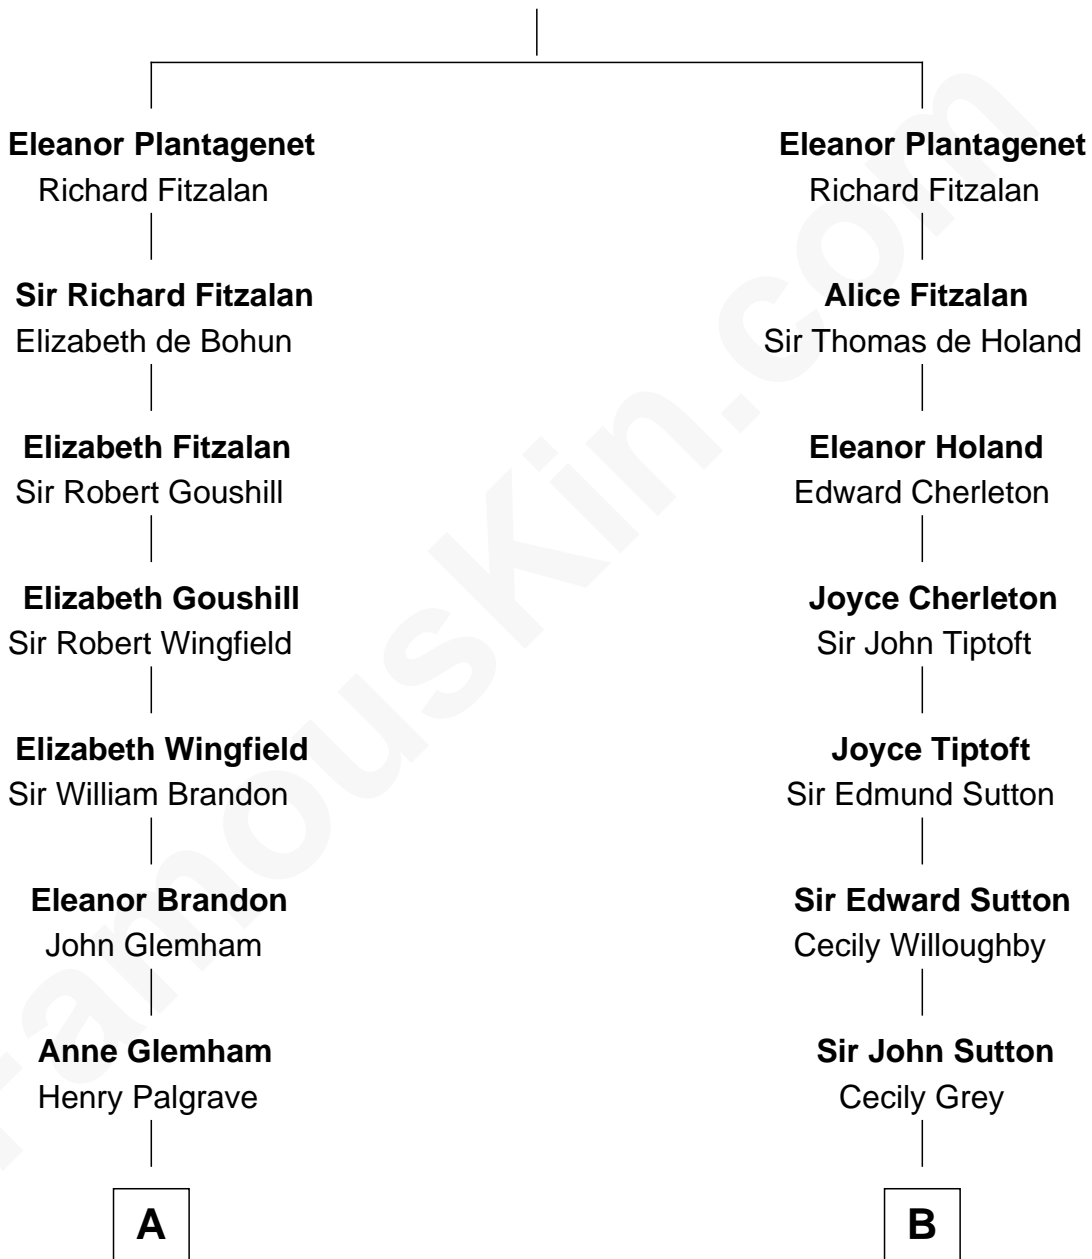 Eleanor Plantagenet
Richard Fitzalan
Sir Richard Fitzalan
Elizabeth de Bohun
Elizabeth Fitzalan
Sir Robert Goushill
Elizabeth Goushill
Sir Robert Wingfield
Elizabeth Wingfield
Sir William Brandon
Eleanor Brandon
John Glemham
Anne Glemham
Henry Palgrave
A
Eleanor Plantagenet
Richard Fitzalan
Alice Fitzalan
Sir Thomas de Holand
Eleanor Holand
Edward Cherleton
Joyce Cherleton
Sir John Tiptoft
Joyce Tiptoft
Sir Edmund Sutton
Sir Edward Sutton
Cecily Willoughby
Sir John Sutton
Cecily Grey
B
FamousKin.com